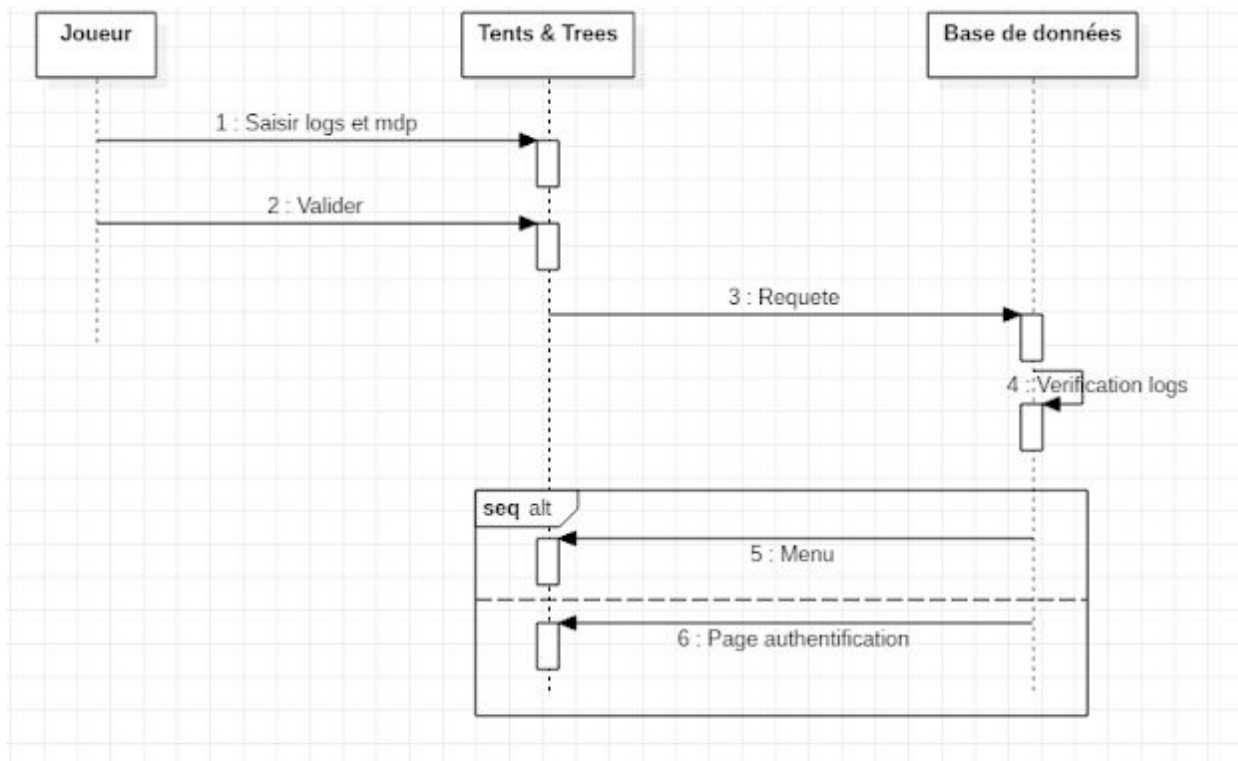 Joueur
Tents & Trees
Base de données
1 : Saisir logs et mdp
2 : Valider
3 : Requete
4 : Verification logs
seq alt
5 : Menu
6 : Page authentification